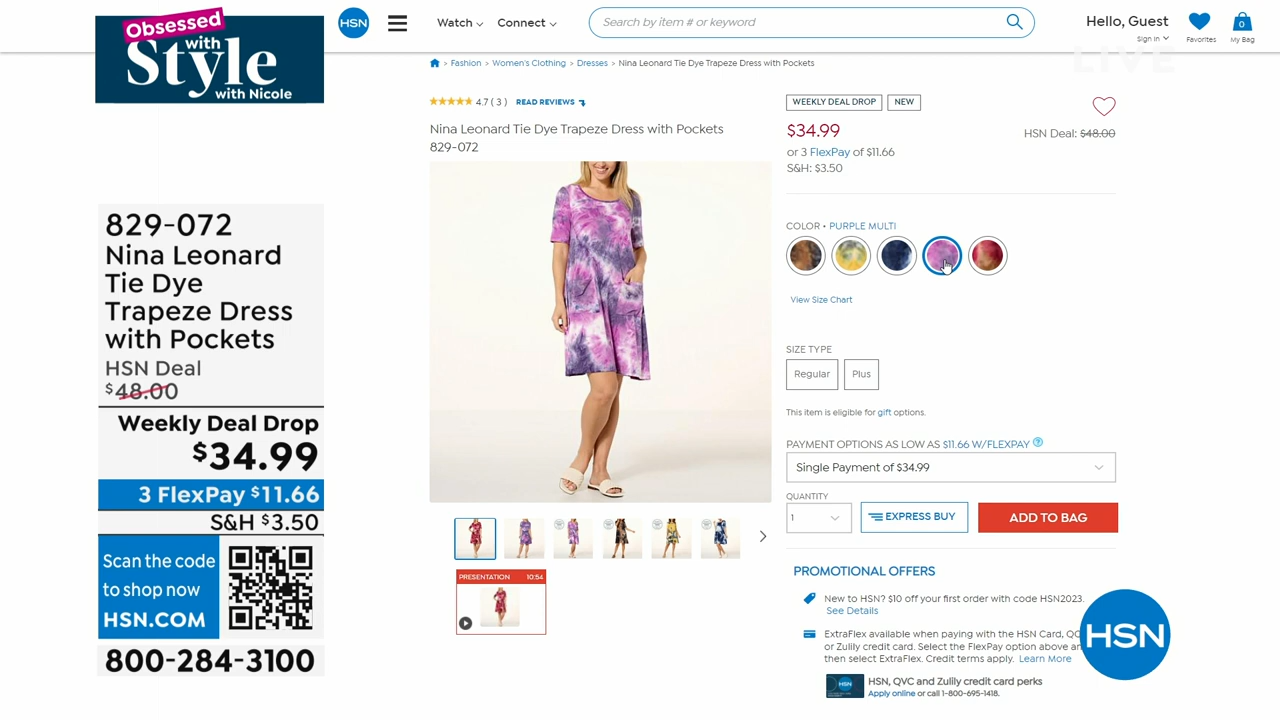 Obsessed
with
Style
with Nicole
HSN
Watch
Connect
Search by item # or keyword
Hello, Guest
Sign In
Favorites
0
My Bag
LIVE
> Fashion > Women's Clothing > Dresses > Nina Leonard Tie Dye Trapeze Dress with Pockets
4.7 ( 3 ) READ REVIEWS
Nina Leonard Tie Dye Trapeze Dress with Pockets
829-072
WEEKLY DEAL DROP
NEW
$34.99
HSN Deal: $48.00
or 3 FlexPay of $11.66
S&H: $3.50
COLOR • PURPLE MULTI
View Size Chart
SIZE TYPE
Regular
Plus
This item is eligible for gift options.
PAYMENT OPTIONS AS LOW AS $11.66 W/FLEXPAY ?
Single Payment of $34.99
QUANTITY
1
EXPRESS BUY
ADD TO BAG
PRESENTATION 10:54
PROMOTIONAL OFFERS
New to HSN? $10 off your first order with code HSN2023.
See Details
ExtraFlex available when paying with the HSN Card, QC
or Zulily credit card. Select the FlexPay option above an
then select ExtraFlex. Credit terms apply. Learn More
HSN, QVC and Zulily credit card perks
Apply online or call 1-800-695-1418.
HSN
829-072
Nina Leonard
Tie Dye
Trapeze Dress
with Pockets
HSN Deal
$48.00
Weekly Deal Drop
$34.99
3 FlexPay $11.66
S&H $3.50
Scan the code
to shop now
HSN.COM
800-284-3100